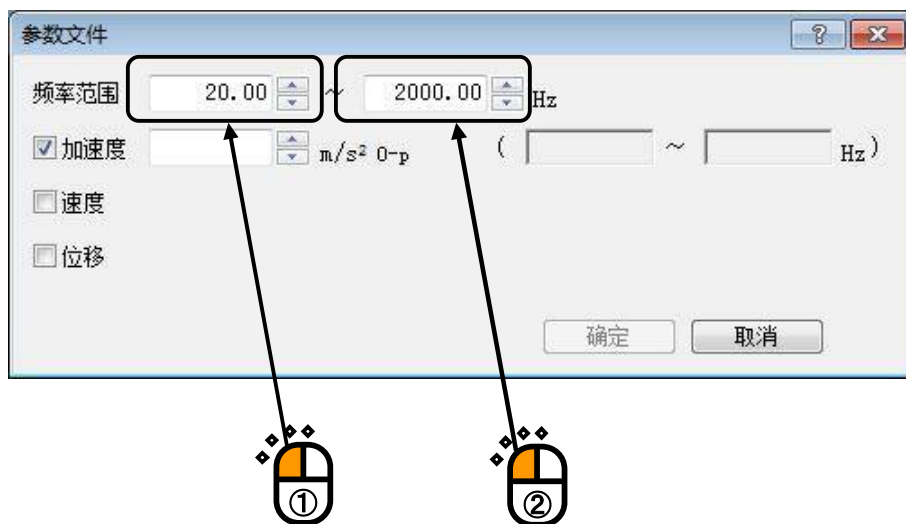 参数文件
频率范围 20.00 ~ 2000.00 Hz
加速度 m/s² 0-p ( ~ Hz)
速度
位移
确定 取消
① ②